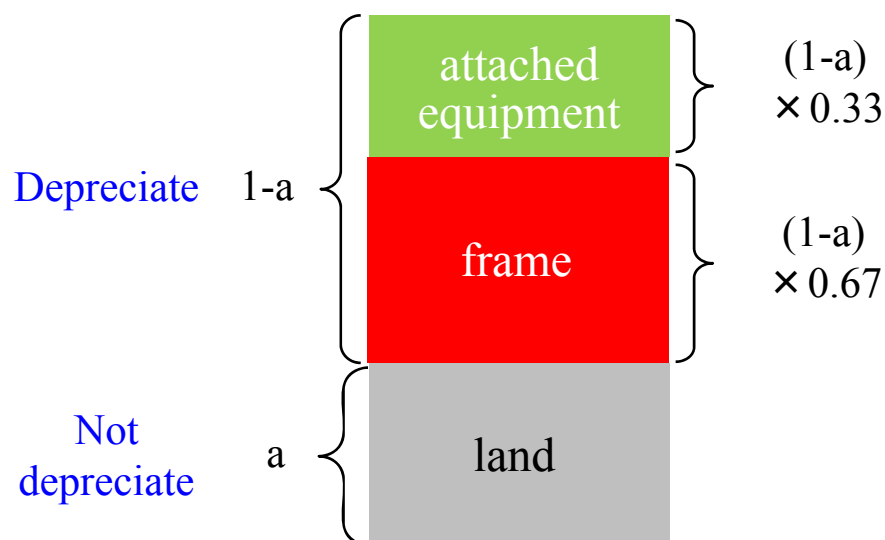 attached
equipment
(1-a)
×0.33
Depreciate
1-a
frame
(1-a)
×0.67
Not
depreciate
a
land